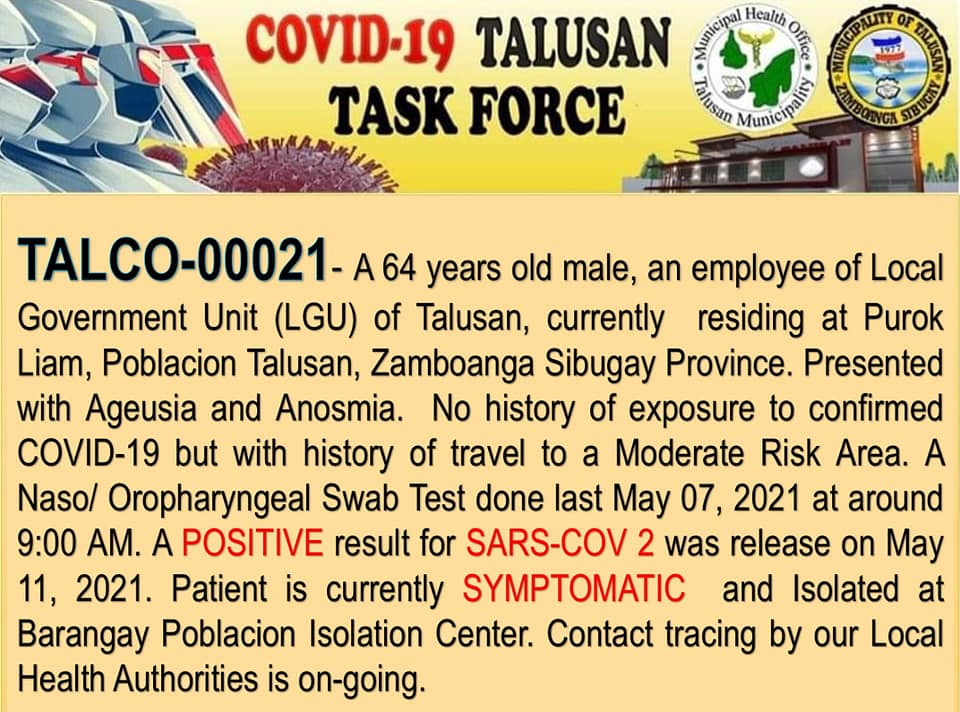 COVID-19 TALUSAN
TASK FORCE
Municipal Health Office
Talusan Municipality
MUNICIPALITY OF TALUSAN
1977
ZAMBOANGA SIBUGAY
TALCO-00021- A 64 years old male, an employee of Local
Government Unit (LGU) of Talusan, currently residing at Purok
Liam, Poblacion Talusan, Zamboanga Sibugay Province. Presented
with Ageusia and Anosmia. No history of exposure to confirmed
COVID-19 but with history of travel to a Moderate Risk Area. A
Naso/ Oropharyngeal Swab Test done last May 07, 2021 at around
9:00 AM. A POSITIVE result for SARS-COV 2 was release on May
11, 2021. Patient is currently SYMPTOMATIC and Isolated at
Barangay Poblacion Isolation Center. Contact tracing by our Local
Health Authorities is on-going.